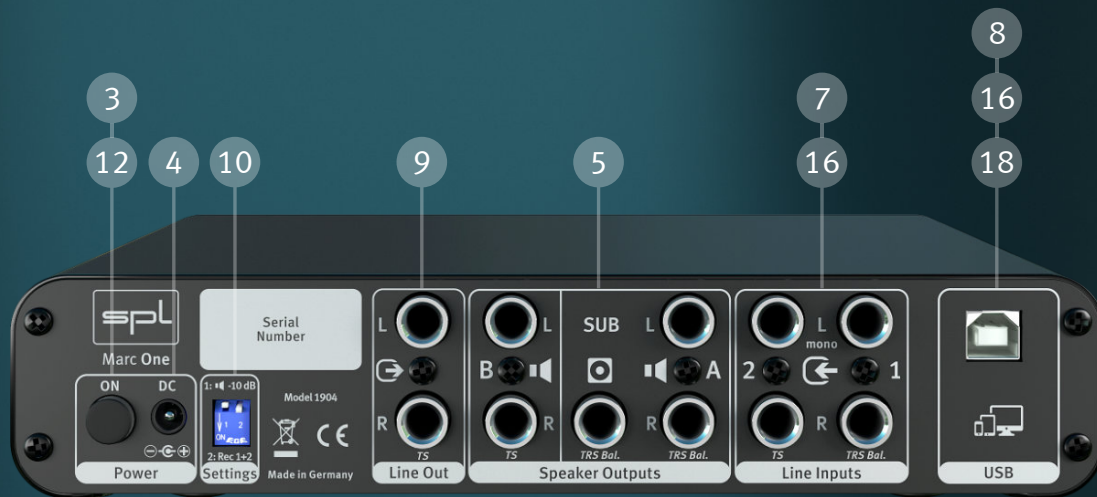 8
3
7
16
12
4
10
9
5
16
18
spl
Marc One
Serial
Number
ON
DC
1: -10 dB
1 2
ON
2: Rec 1+2
Power
Settings
Model 1904
CE
Made in Germany
L
R
Line Out
L
B
R
TS
SUB
TRS Bal.
L
A
R
TRS Bal.
Speaker Outputs
2
TS
L
mono
R
1
TRS Bal.
Line Inputs
USB